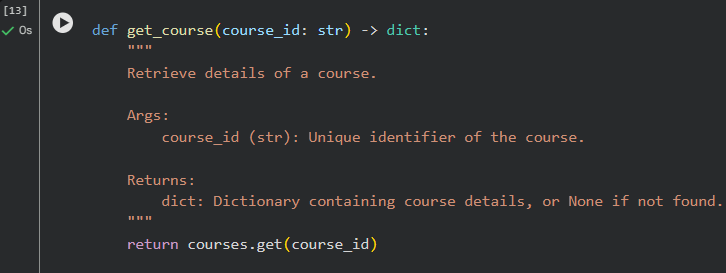 [13]
0s
def get_course(course_id: str) -> dict:
"""
Retrieve details of a course.
Args:
course_id (str): Unique identifier of the course.
Returns:
dict: Dictionary containing course details, or None if not found.
"""
return courses.get(course_id)